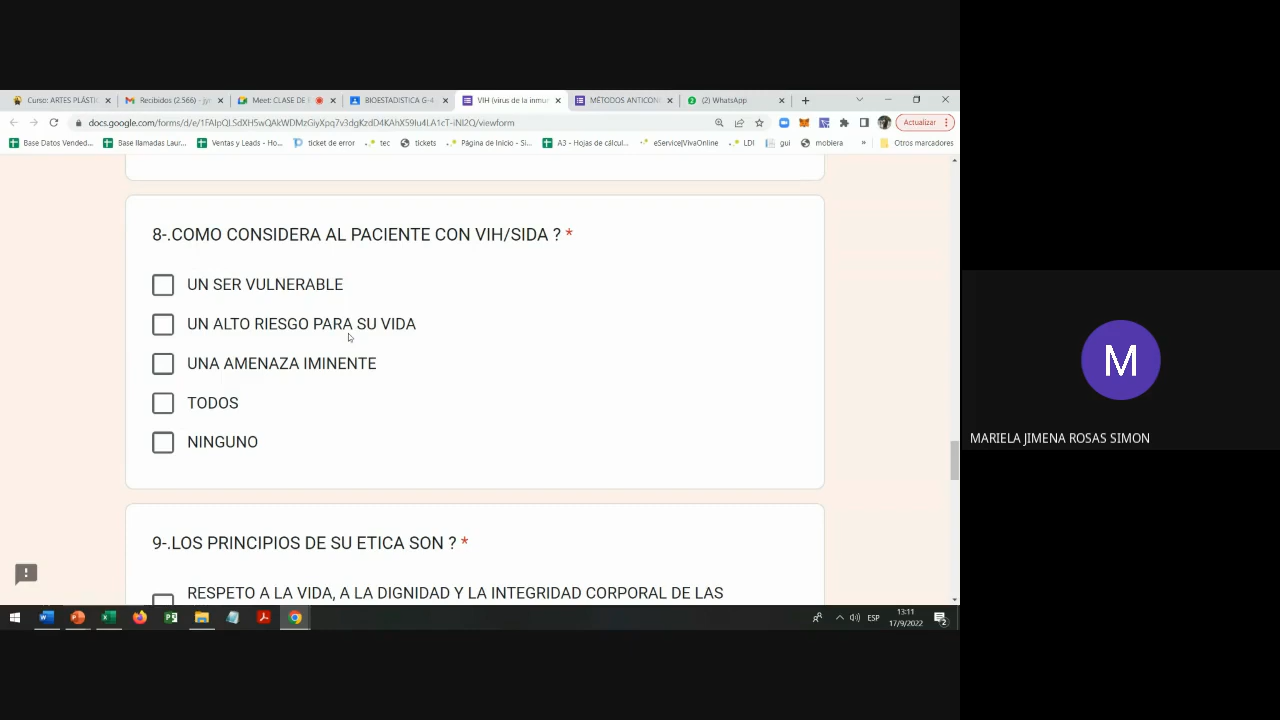 Curso: ARTES PLÁSTI
Recibidos (2.566) - jyr
Meet: CLASE DE B
BIOESTADISTICA G-4
VIH (virus de la inmun
MÉTODOS ANTICON
(2) WhatsApp
docs.google.com/forms/d/e/
/viewform
Actualizar
Base Datos Vended...
Base llamadas Laur...
Ventas y Leads - Ho...
ticket de error
tec
tickets
Página de Inicio - Si...
A3 - Hojas de cálcul...
eService|VivaOnline
LDI
gui
mobiera
»
Otros marcadores
8-.COMO CONSIDERA AL PACIENTE CON VIH/SIDA ? *
UN SER VULNERABLE
UN ALTO RIESGO PARA SU VIDA
UNA AMENAZA IMINENTE
TODOS
NINGUNO
9-.LOS PRINCIPIOS DE SU ETICA SON ? *
RESPETO A LA VIDA, A LA DIGNIDAD Y LA INTEGRIDAD CORPORAL DE LAS
M
MARIELA JIMENA ROSAS SIMON
ESP
13:11
17/9/2022
2